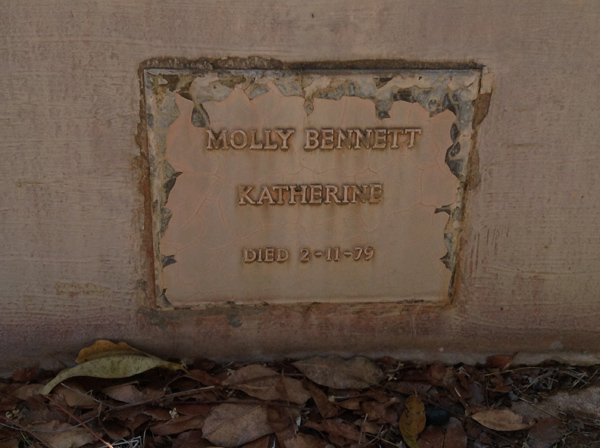 MOLLY BENNETT
KATHERINE
DIED 2-11-79